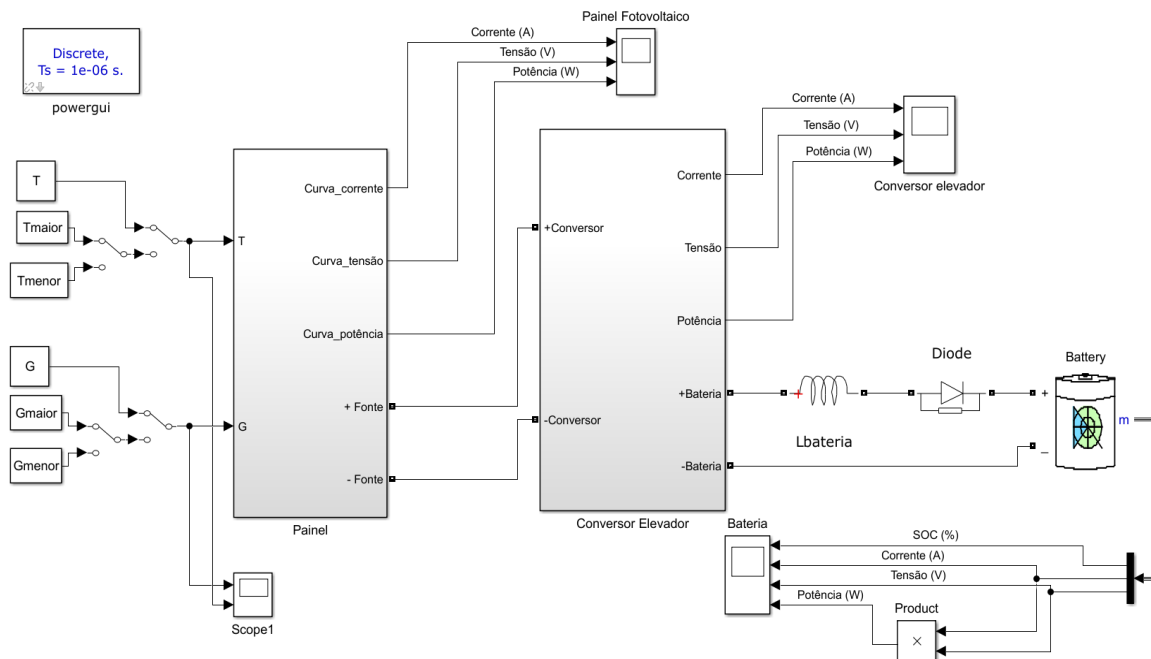 Discrete,
Ts = 1e-06 s.
powergui
Painel Fotovoltaico
Corrente (A)
Tensão (V)
Potência (W)
Corrente (A)
Tensão (V)
Potência (W)
Conversor elevador
T
Tmaior
Tmenor
G
Gmaior
Gmenor
T
G
Curva_corrente
Curva_tensão
Curva_potência
+ Fonte
- Fonte
Painel
Scope1
+Conversor
-Conversor
Corrente
Tensão
Potência
+Bateria
-Bateria
Conversor Elevador
Lbateria
Diode
Battery
+
m
−
Bateria
SOC (%)
Corrente (A)
Tensão (V)
Potência (W)
Product
×